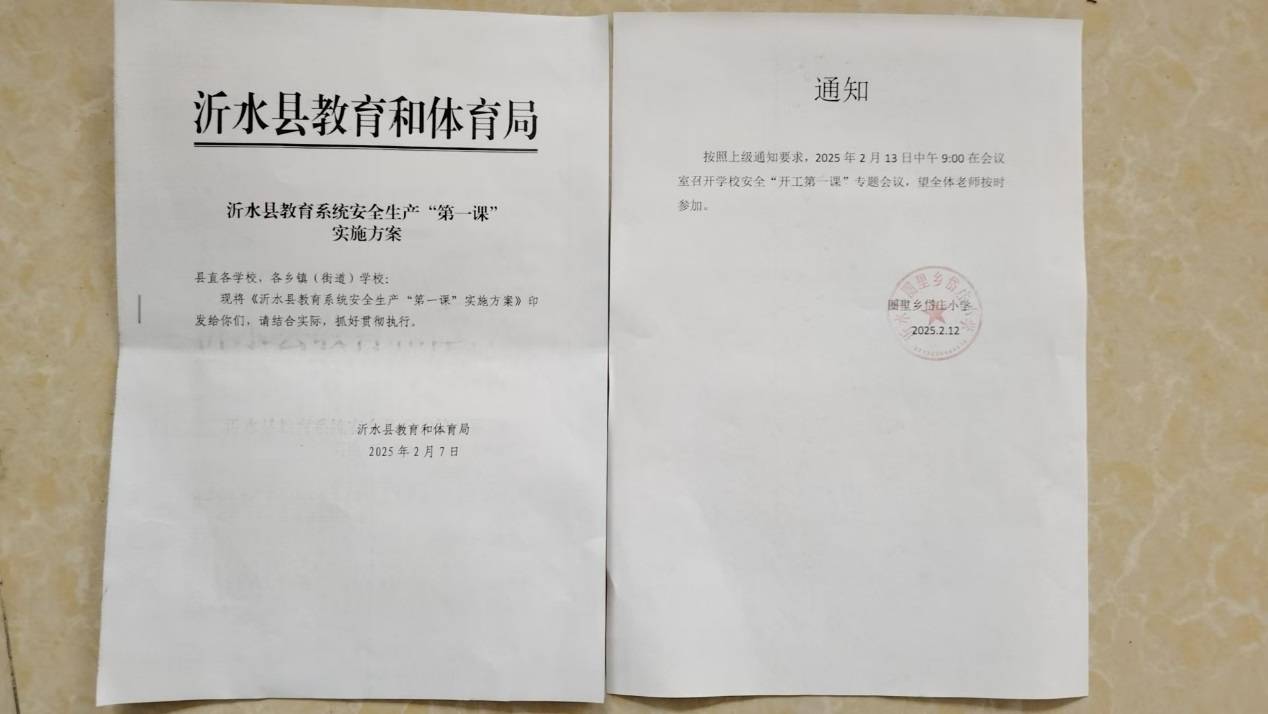 沂水县教育和体育局
沂水县教育系统安全生产“第一课”
实施方案
县直各学校，各乡镇（街道）学校：
现将《沂水县教育系统安全生产“第一课”实施方案》印
发给你们，请结合实际，抓好贯彻执行。
沂水县教育和体育局
2025年2月7日
通知
按照上级通知要求，2025年2月13日中午9:00在会议
室召开学校安全“开工第一课”专题会议，望全体老师按时
参加。
圈里乡岱庄小学
2025.2.12